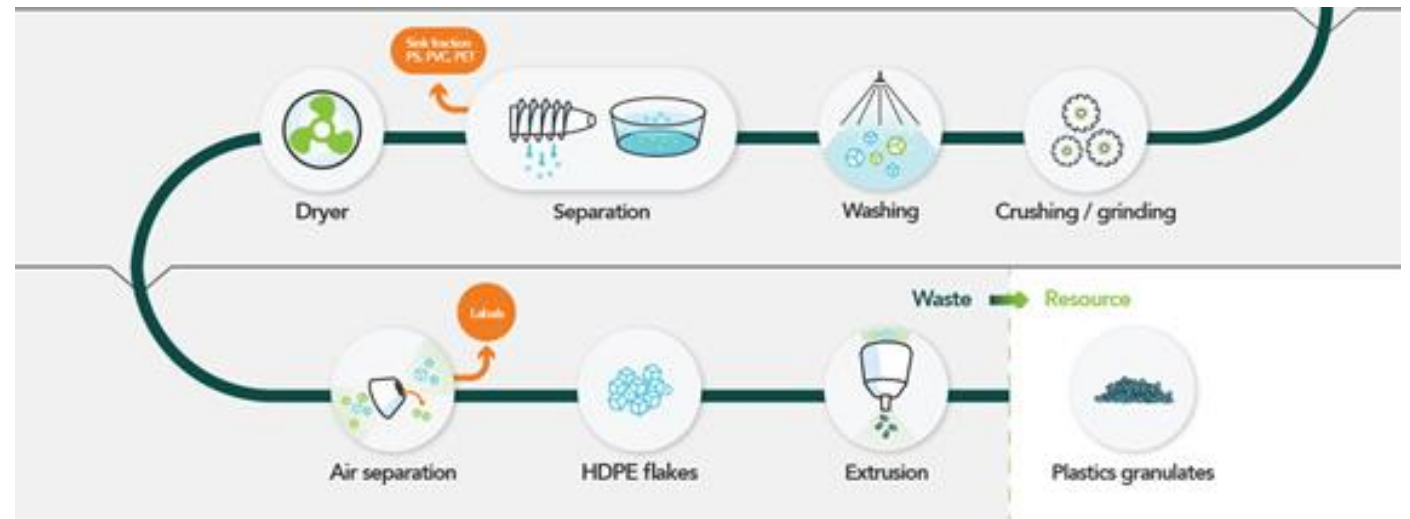 Sink fraction
PS, PVC, PET
Dryer
Separation
Washing
Crushing / grinding
Waste
Resource
Labels
Air separation
HDPE flakes
Extrusion
Plastics granulates